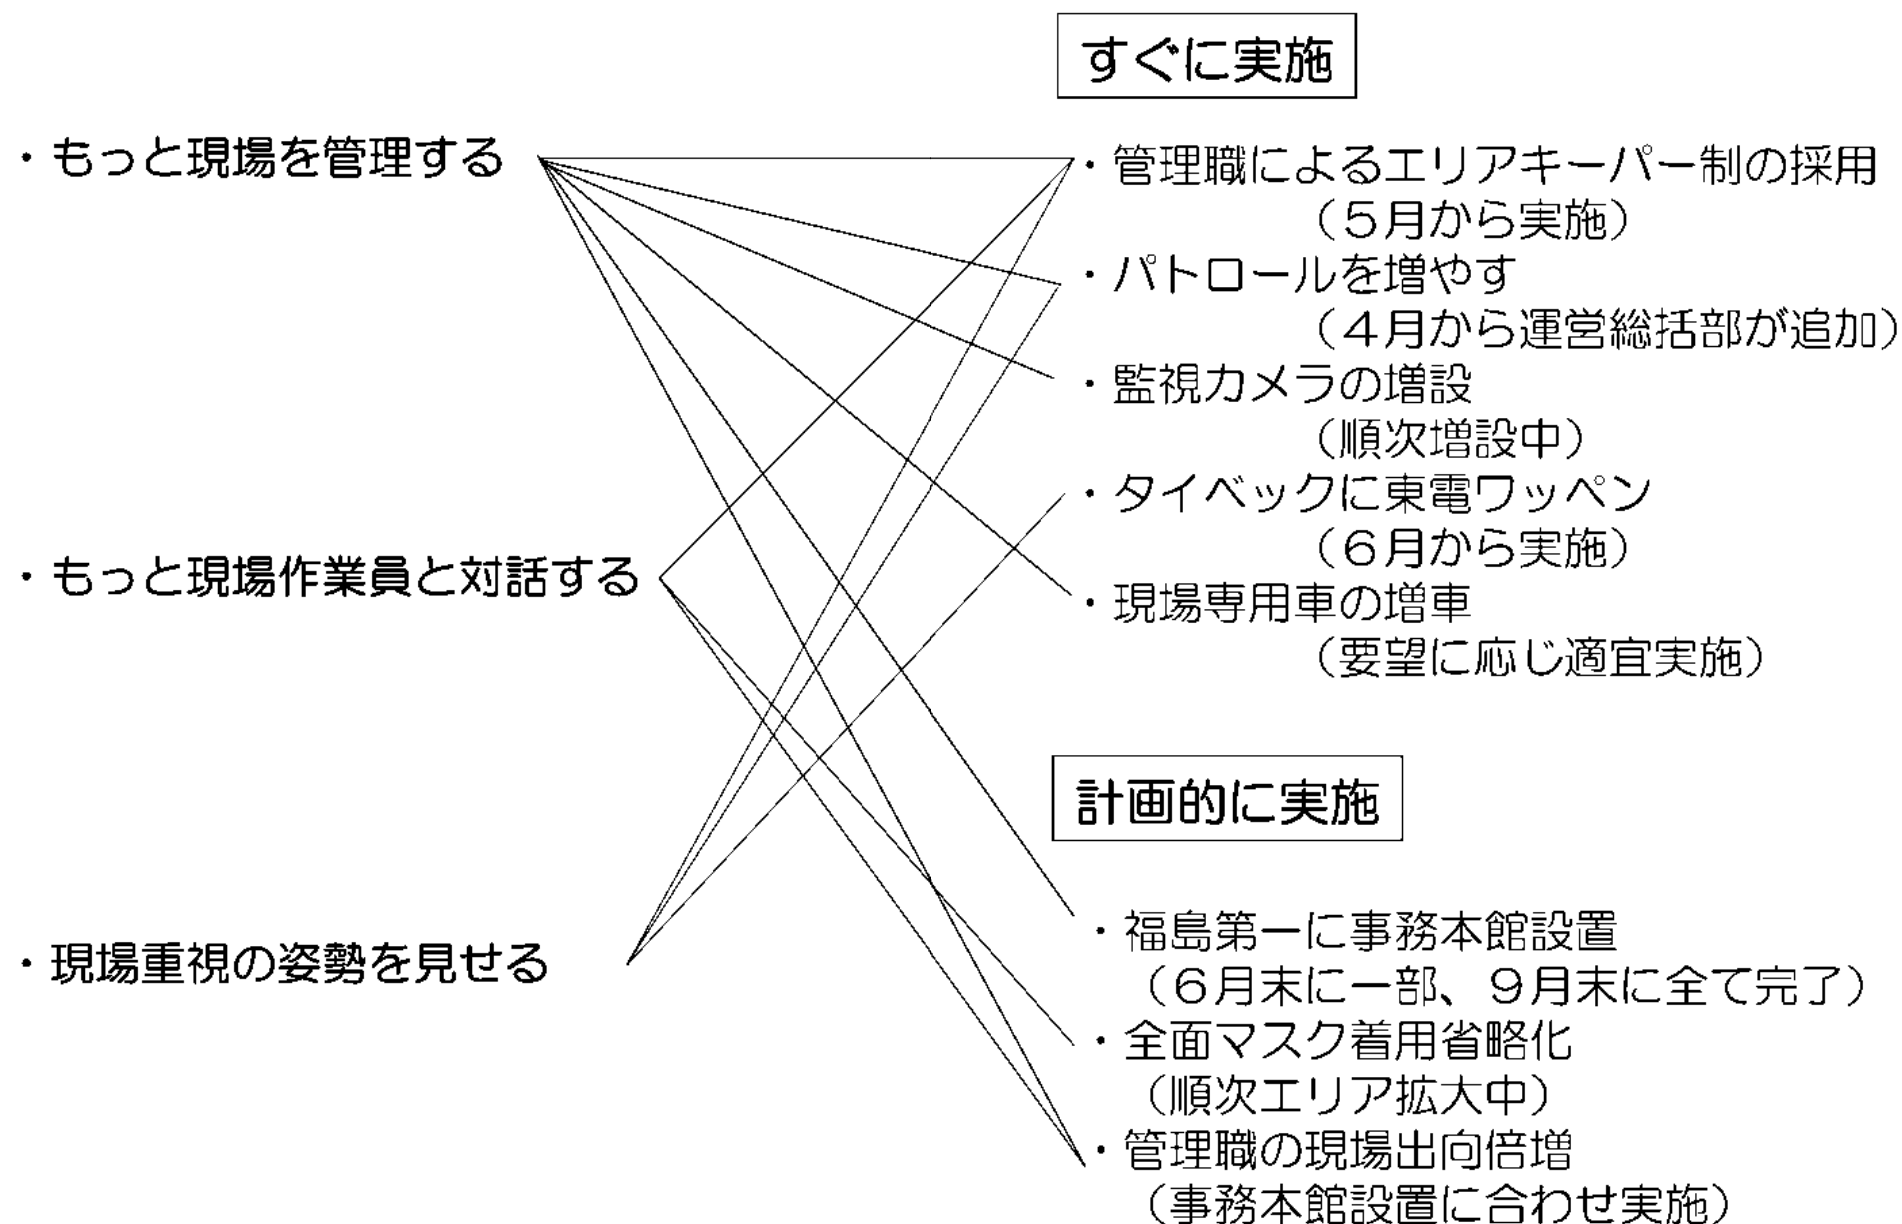 ・もっと現場を管理する
・もっと現場作業員と対話する
・現場重視の姿勢を見せる
すぐに実施
・管理職によるエリアキーパー制の採用
（５月から実施）
・パトロールを増やす
（４月から運営総括部が追加）
・監視カメラの増設
（順次増設中）
・タイベックに東電ワッペン
（６月から実施）
・現場専用車の増車
（要望に応じ適宜実施）
計画的に実施
・福島第一に事務本館設置
（６月末に一部、９月末に全て完了）
・全面マスク着用省略化
（順次エリア拡大中）
・管理職の現場出向倍増
（事務本館設置に合わせ実施）